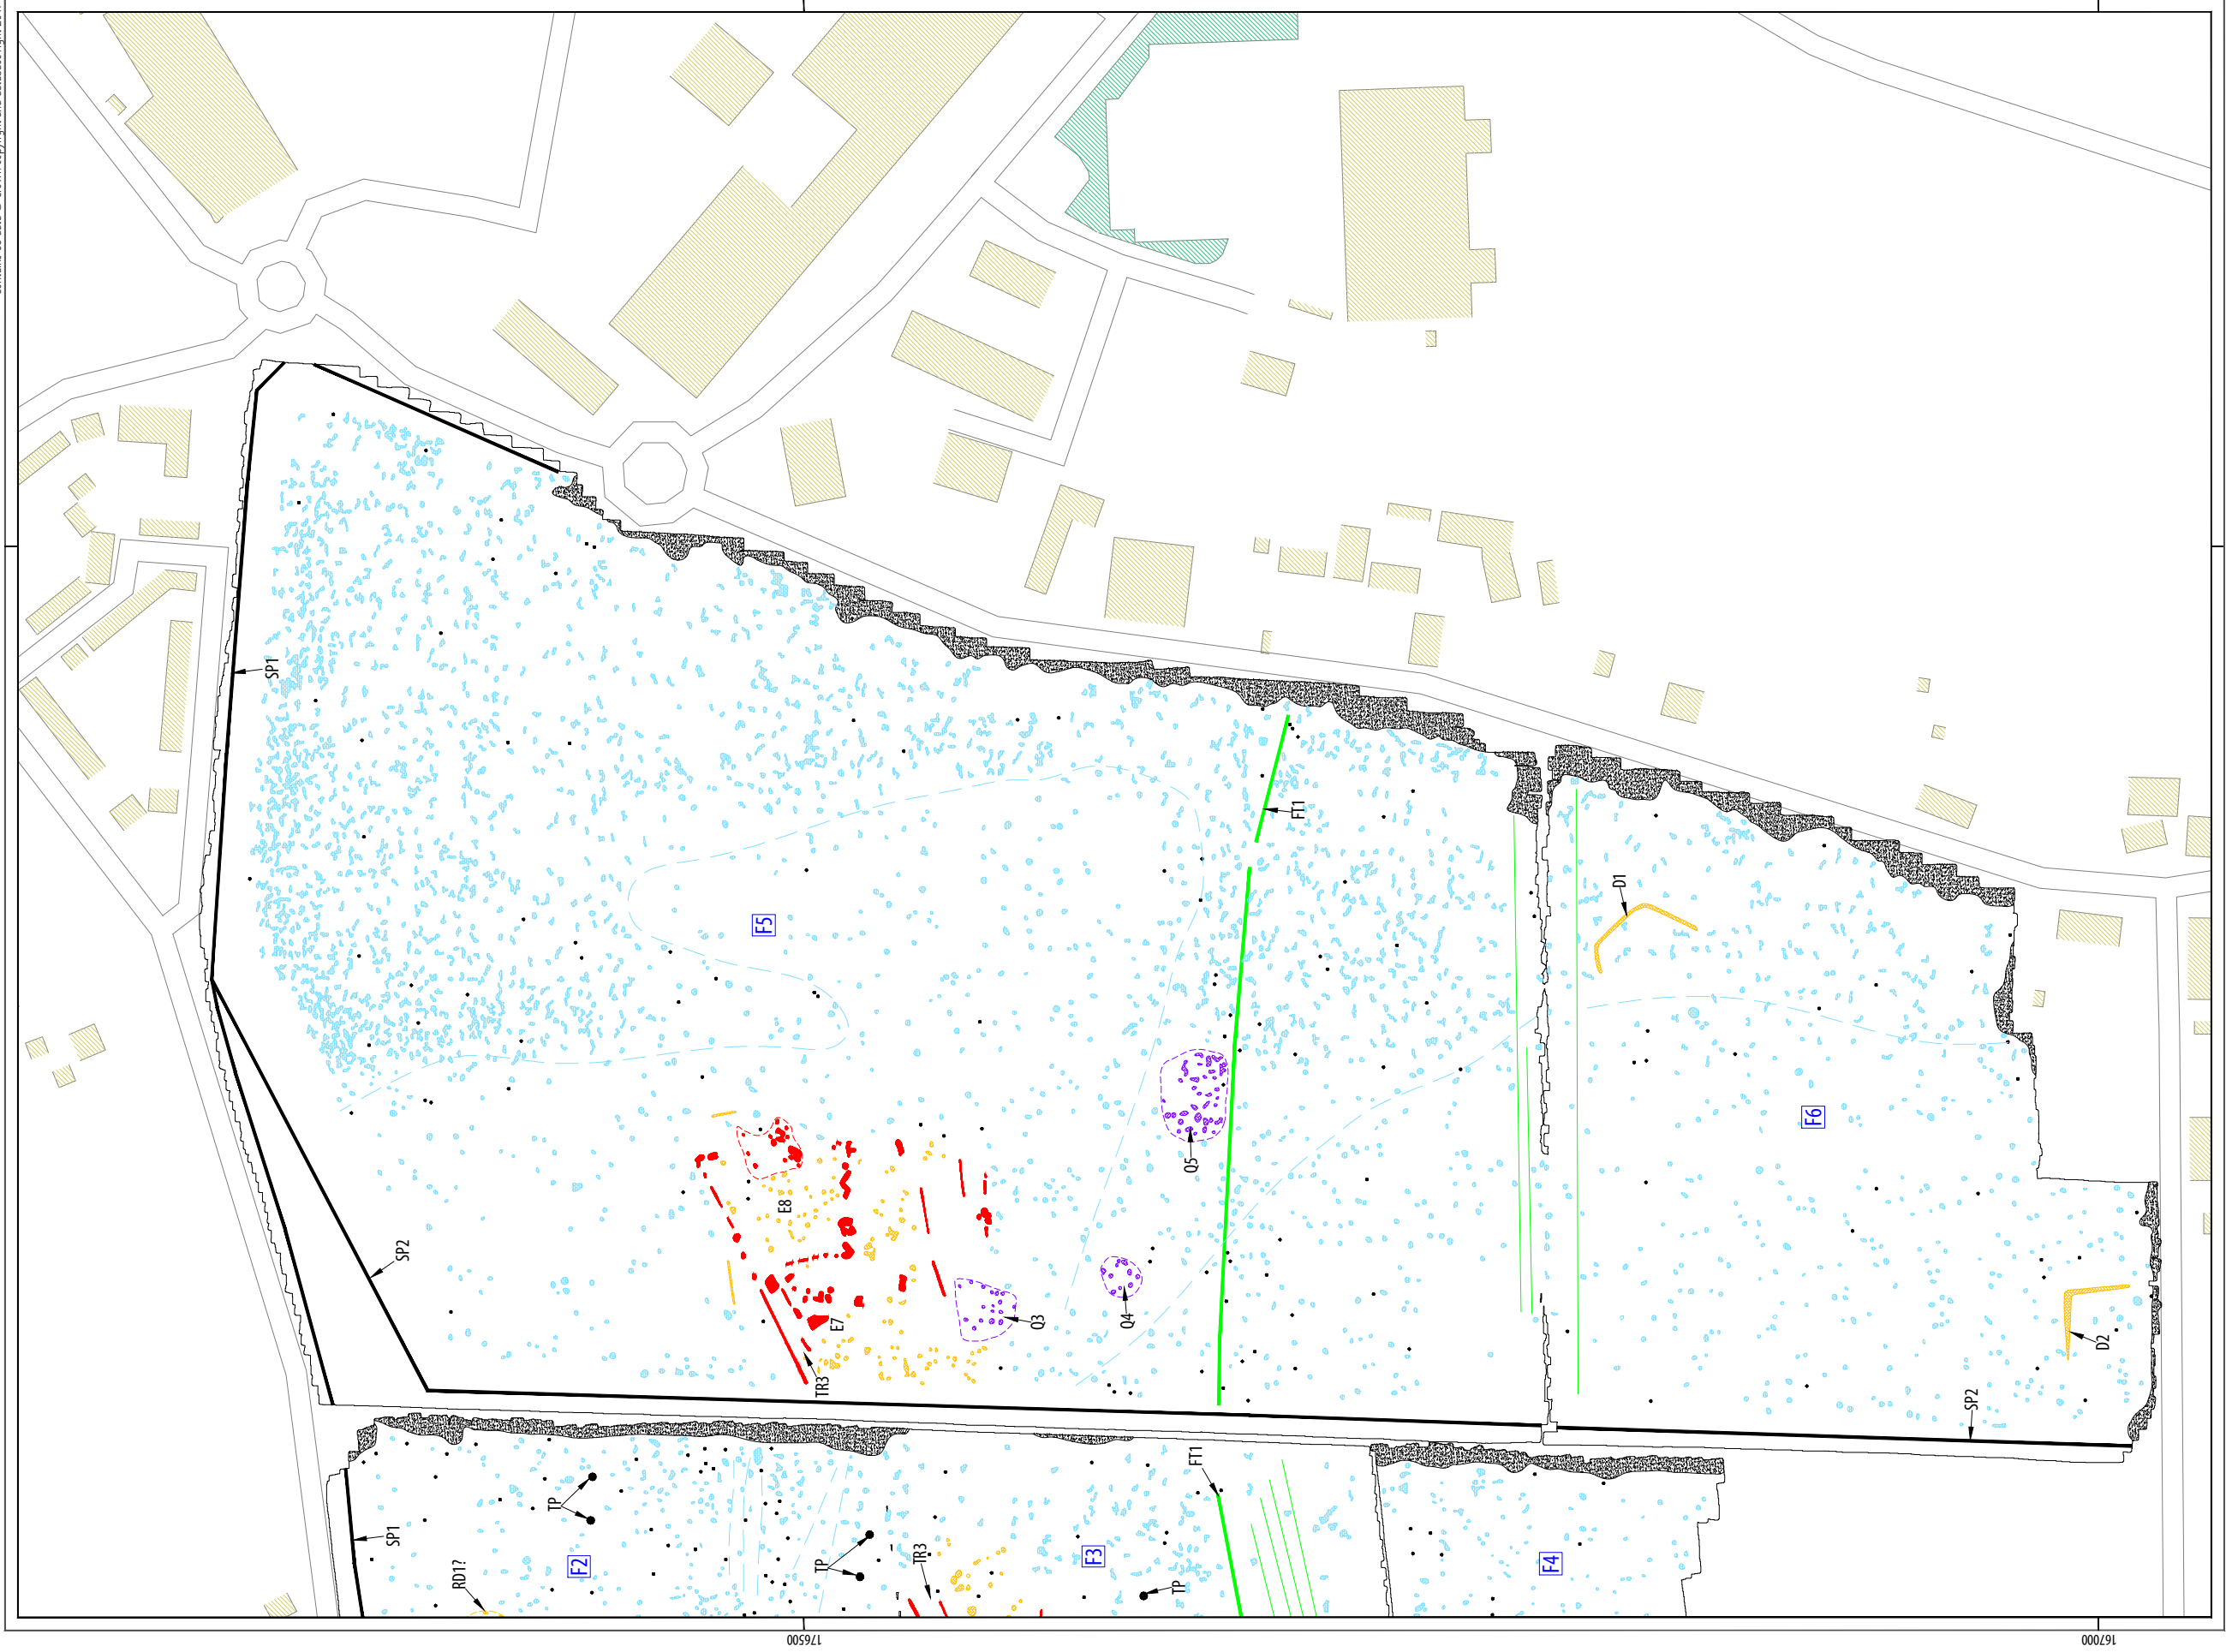 SP1
F5
FT1
D1
SP2
E8
Q5
F6
E7
Q3
Q4
TR3
D2
SP2
FT1
SP1
TP
RD1?
F2
TP
TR3
F3
TP
F4
176500
167000